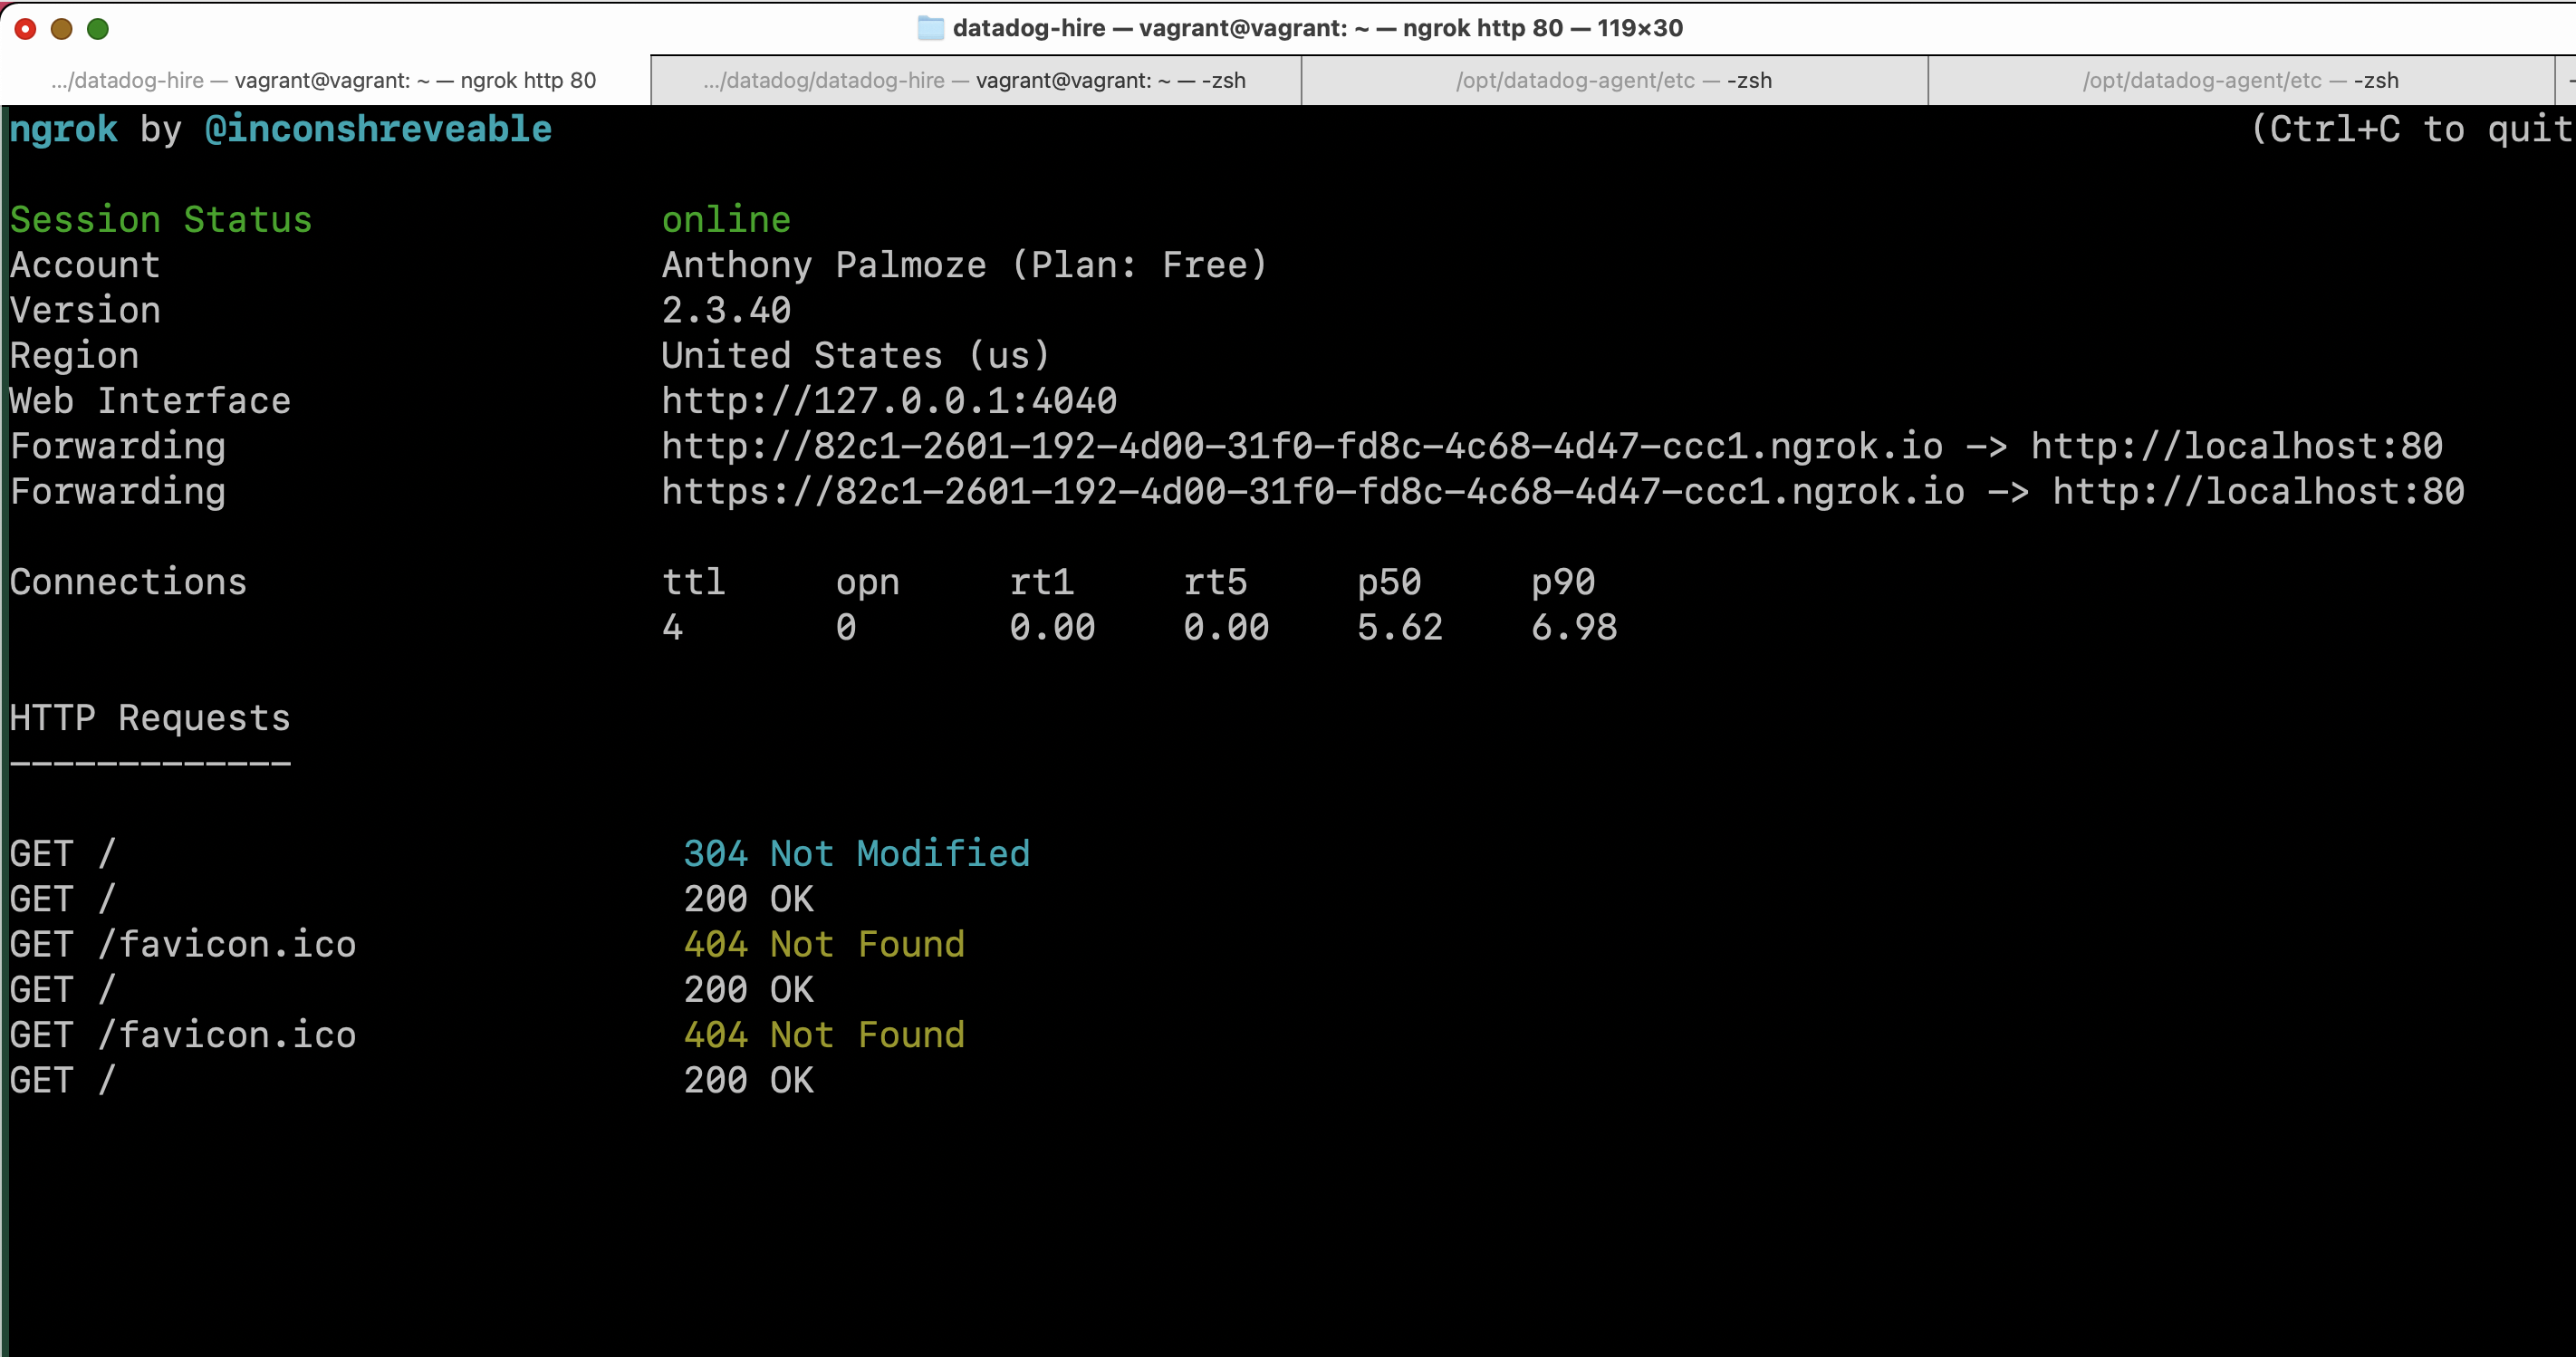 datadog-hire — vagrant@vagrant: ~ — ngrok http 80 — 119×30
.../datadog-hire — vagrant@vagrant: ~ — ngrok http 80 .../datadog/datadog-hire — vagrant@vagrant: ~ — -zsh /opt/datadog-agent/etc — -zsh /opt/datadog-agent/etc — -zsh
ngrok by @inconshreveable (Ctrl+C to quit
Session Status online
Account Anthony Palmoze (Plan: Free)
Version 2.3.40
Region United States (us)
Web Interface http://127.0.0.1:4040
Forwarding http://82c1-2601-192-4d00-31f0-fd8c-4c68-4d47-ccc1.ngrok.io -> http://localhost:80
Forwarding https://82c1-2601-192-4d00-31f0-fd8c-4c68-4d47-ccc1.ngrok.io -> http://localhost:80
Connections ttl opn rt1 rt5 p50 p90
4 0 0.00 0.00 5.62 6.98
HTTP Requests
-------------
GET / 304 Not Modified
GET / 200 OK
GET /favicon.ico 404 Not Found
GET / 200 OK
GET /favicon.ico 404 Not Found
GET / 200 OK